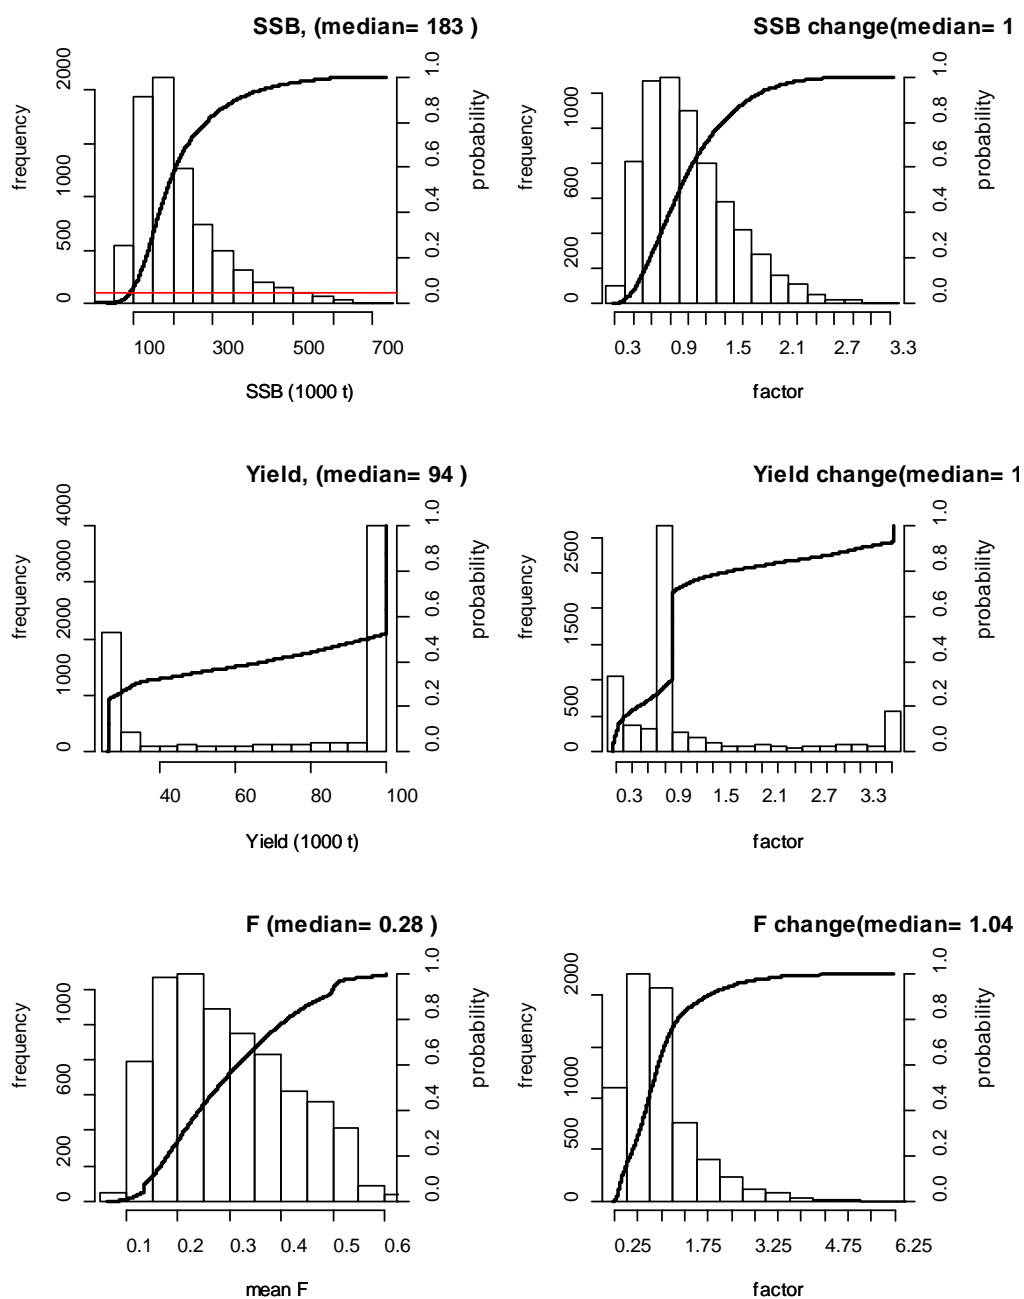 SSB, (median= 183 )
frequency
0 500 1000 2000
probability
0.0 0.2 0.4 0.6 0.8 1.0
100 300 500 700
SSB (1000 t)
SSB change(median= 1
frequency
200 600 1000
probability
0.0 0.2 0.4 0.6 0.8 1.0
0.3 0.9 1.5 2.1 2.7 3.3
factor
Yield, (median= 94 )
frequency
0 1000 2000 3000 4000
probability
0.0 0.2 0.4 0.6 0.8 1.0
40 60 80 100
Yield (1000 t)
Yield change(median= 1
frequency
0 500 1500 2500
probability
0.0 0.2 0.4 0.6 0.8 1.0
0.3 0.9 1.5 2.1 2.7 3.3
factor
F (median= 0.28 )
frequency
0 200 600 1000
probability
0.0 0.2 0.4 0.6 0.8 1.0
0.1 0.2 0.3 0.4 0.5 0.6
mean F
F change(median= 1.04
frequency
0 500 1000 2000
probability
0.0 0.2 0.4 0.6 0.8 1.0
0.25 1.75 3.25 4.75 6.25
factor